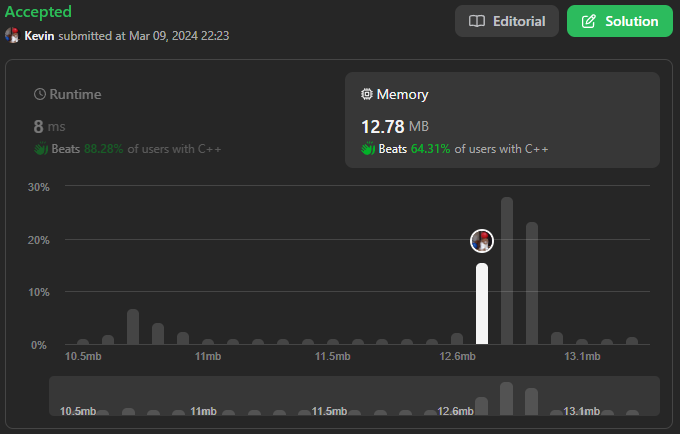 Accepted
Kevin submitted at Mar 09, 2024 22:23
Editorial
Solution
Runtime
8 ms
Beats 88.28% of users with C++
Memory
12.78 MB
Beats 64.31% of users with C++
30%
20%
10%
0%
10.5mb 11mb 11.5mb 12.6mb 13.1mb
10.5mb 11mb 11.5mb 12.6mb 13.1mb